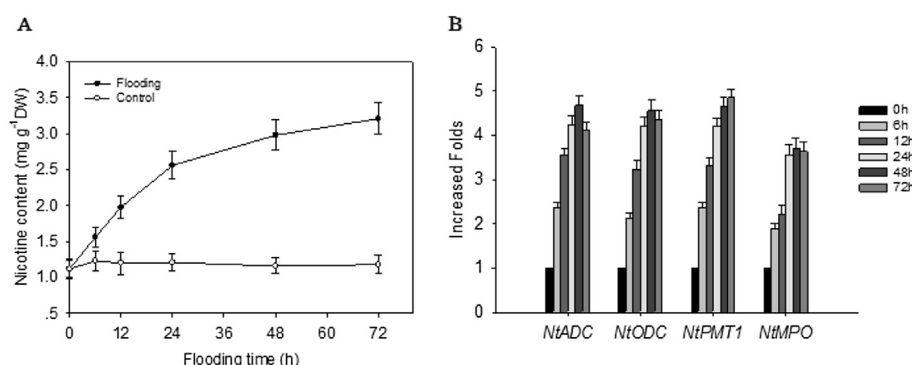 A
4.0
3.5
3.0
2.5
2.0
1.5
1.0
.5
0 12 24 36 48 60 72
Nicotine content (mg g-1DW)
Flooding time (h)
Flooding
Control
B
6
5
4
3
2
1
0
Increased Folds
NtADC NtODC NtPMT1 NtMPO
0h
6h
12h
24h
48h
72h